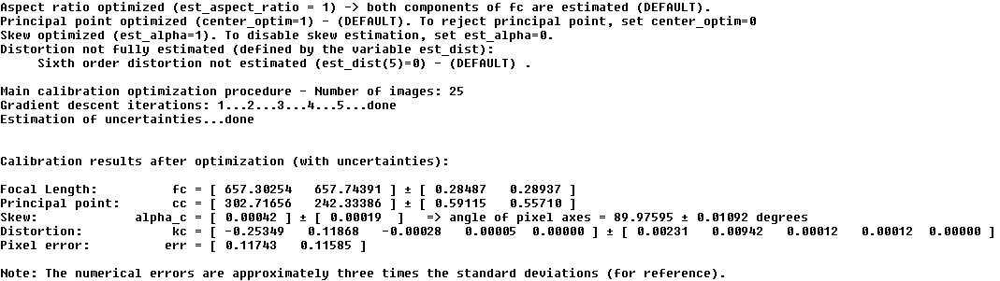 Aspect ratio optimized (est_aspect_ratio = 1) -> both components of fc are estimated (DEFAULT).
Principal point optimized (center_optim=1) - (DEFAULT). To reject principal point, set center_optim=0
Skew optimized (est_alpha=1). To disable skew estimation, set est_alpha=0.
Distortion not fully estimated (defined by the variable est_dist):
     Sixth order distortion not estimated (est_dist(5)=0) - (DEFAULT) .
Main calibration optimization procedure - Number of images: 25
Gradient descent iterations: 1...2...3...4...5...done
Estimation of uncertainties...done
Calibration results after optimization (with uncertainties):
Focal Length:          fc = [ 657.30254   657.74391 ] ± [ 0.28487   0.28937 ]
Principal point:       cc = [ 302.71656   242.33386 ] ± [ 0.59115   0.55710 ]
Skew:             alpha_c = [ 0.00042 ] ± [ 0.00019  ]   => angle of pixel axes = 89.97595 ± 0.01092 degrees
Distortion:            kc = [ -0.25349   0.11868   -0.00028   0.00005  0.00000 ] ± [ 0.00231   0.00942   0.00012   0.00012  0.00000 ]
Pixel error:          err = [ 0.11743   0.11585 ]
Note: The numerical errors are approximately three times the standard deviations (for reference).